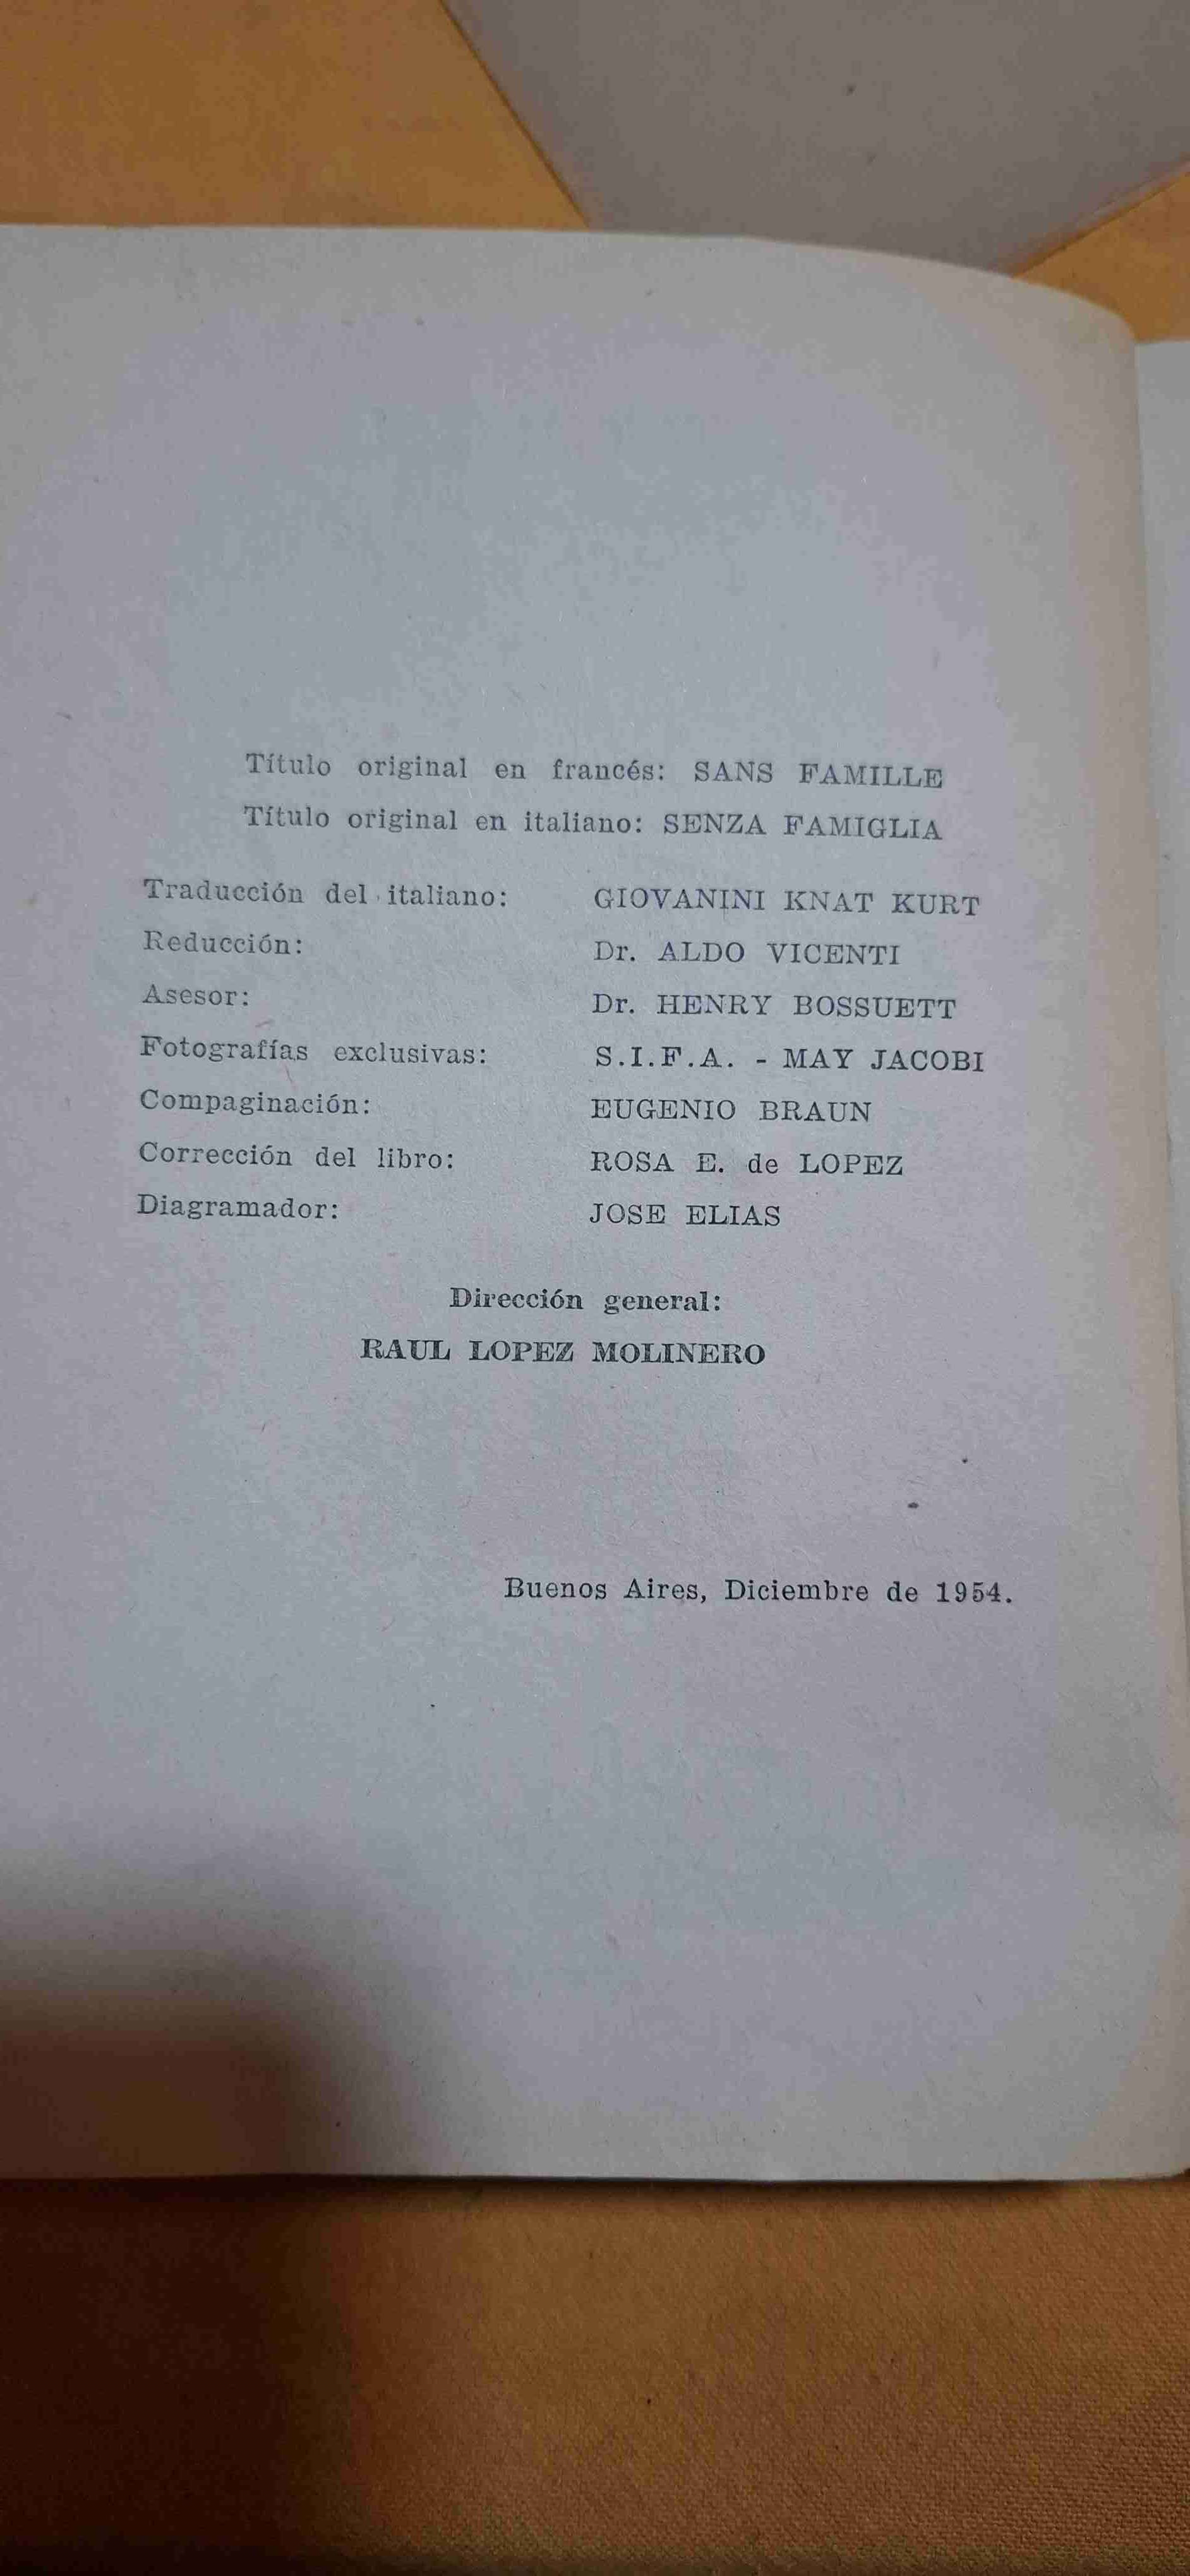 Título original en francés: SANS FAMILLE
Título original en italiano: SENZA FAMIGLIA
Traducción del italiano: GIOVANINI KNAT KURT
Reducción: Dr. ALDO VICENTI
Asesor: Dr. HENRY BOSSUETT
Fotografías exclusivas: S.I.F.A. - MAY JACOBI
Compaginación: EUGENIO BRAUN
Corrección del libro: ROSA E. de LOPEZ
Diagramador: JOSE ELIAS
Dirección general:
RAUL LOPEZ MOLINERO
Buenos Aires, Diciembre de 1954.